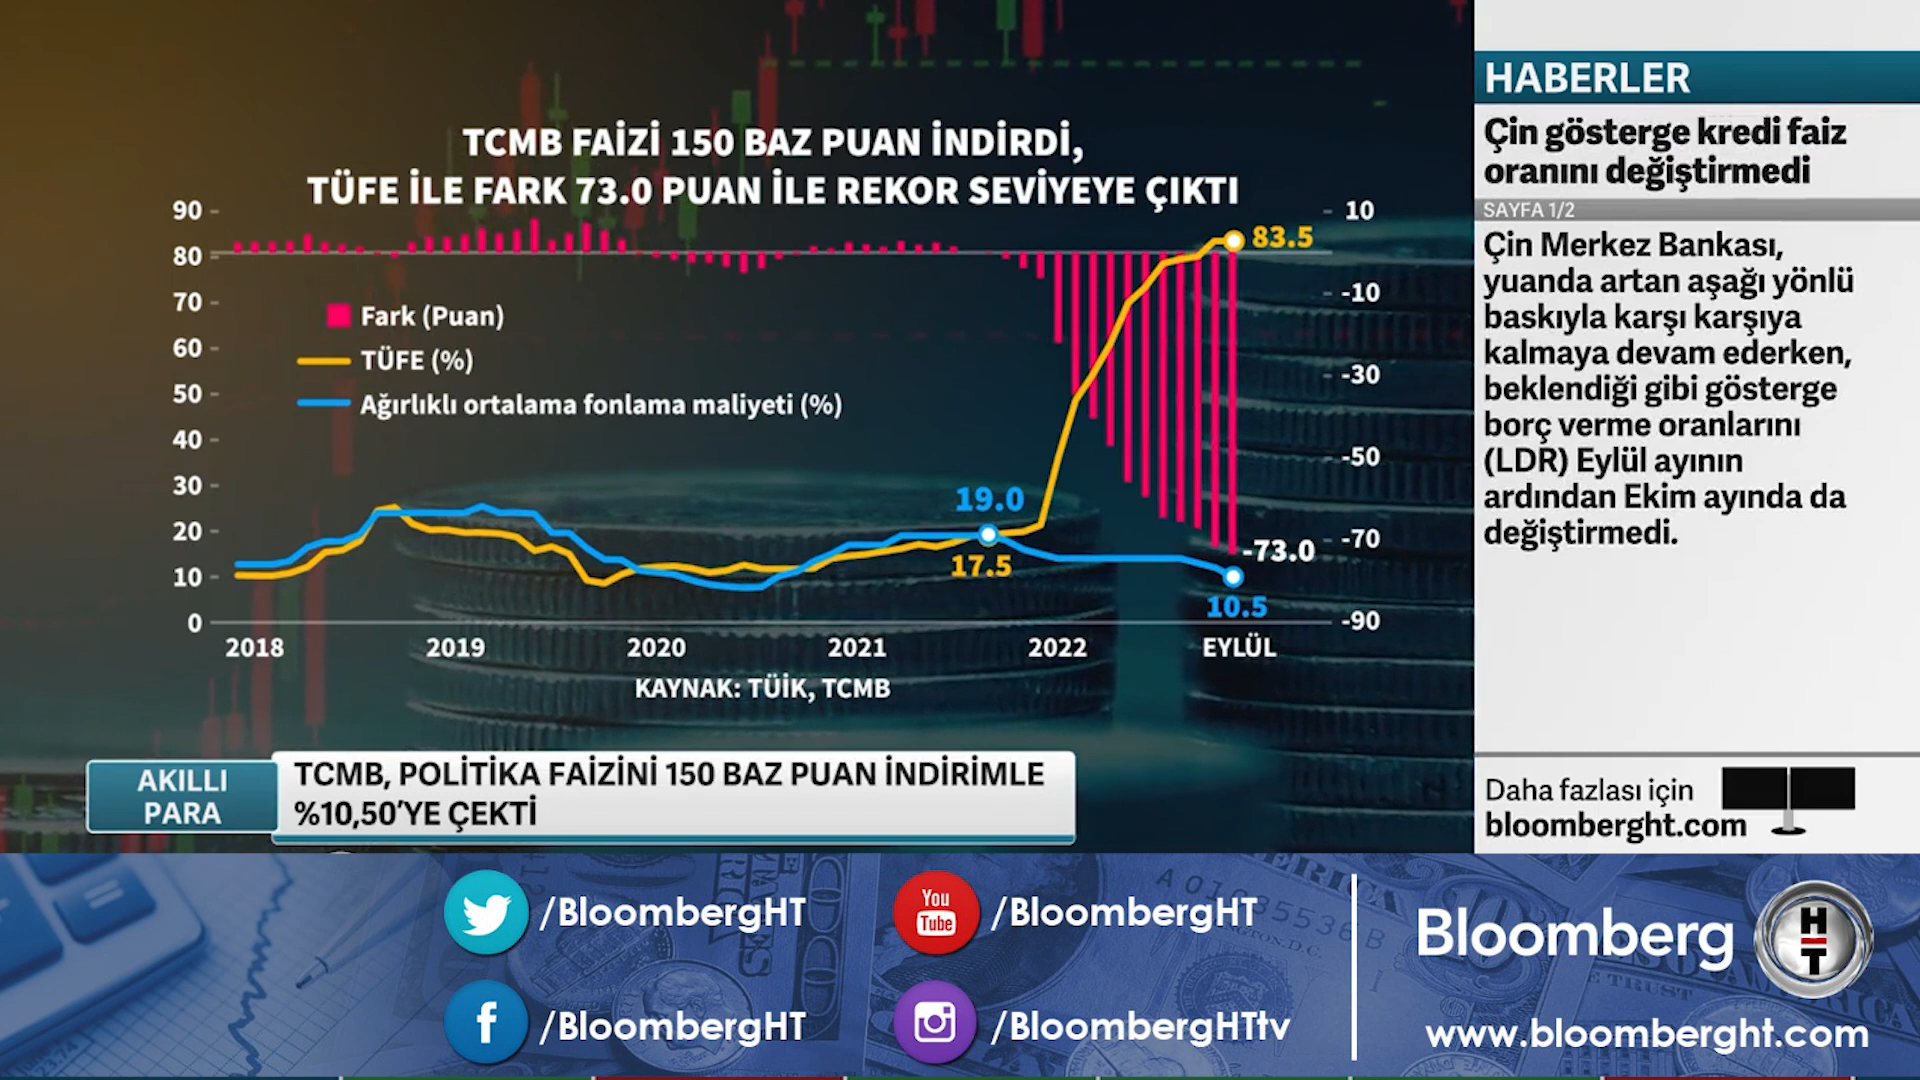 TCMB FAİZİ 150 BAZ PUAN İNDİRDİ,
TÜFE İLE FARK 73.0 PUAN İLE REKOR SEVİYEYE ÇIKTI
90
80
70
60
50
40
30
20
10
0
10
-10
-30
-50
-70
-90
Fark (Puan)
TÜFE (%)
Ağırlıklı ortalama fonlama maliyeti (%)
83.5
19.0
17.5
-73.0
10.5
2018 2019 2020 2021 2022 EYLÜL
KAYNAK: TÜİK, TCMB
AKILLI
PARA
TCMB, POLİTİKA FAİZİNİ 150 BAZ PUAN İNDİRİMLE
%10,50'YE ÇEKTİ
HABERLER
Çin gösterge kredi faiz
oranını değiştirmedi
SAYFA 1/2
Çin Merkez Bankası,
yuanda artan aşağı yönlü
baskıyla karşı karşıya
kalmaya devam ederken,
beklendiği gibi gösterge
borç verme oranlarını
(LDR) Eylül ayının
ardından Ekim ayında da
değiştirmedi.
Daha fazlası için
bloomberght.com
/BloombergHT
You
Tube
/BloombergHT
f
/BloombergHT
/BloombergHTtv
Bloomberg
HT
www.bloomberght.com